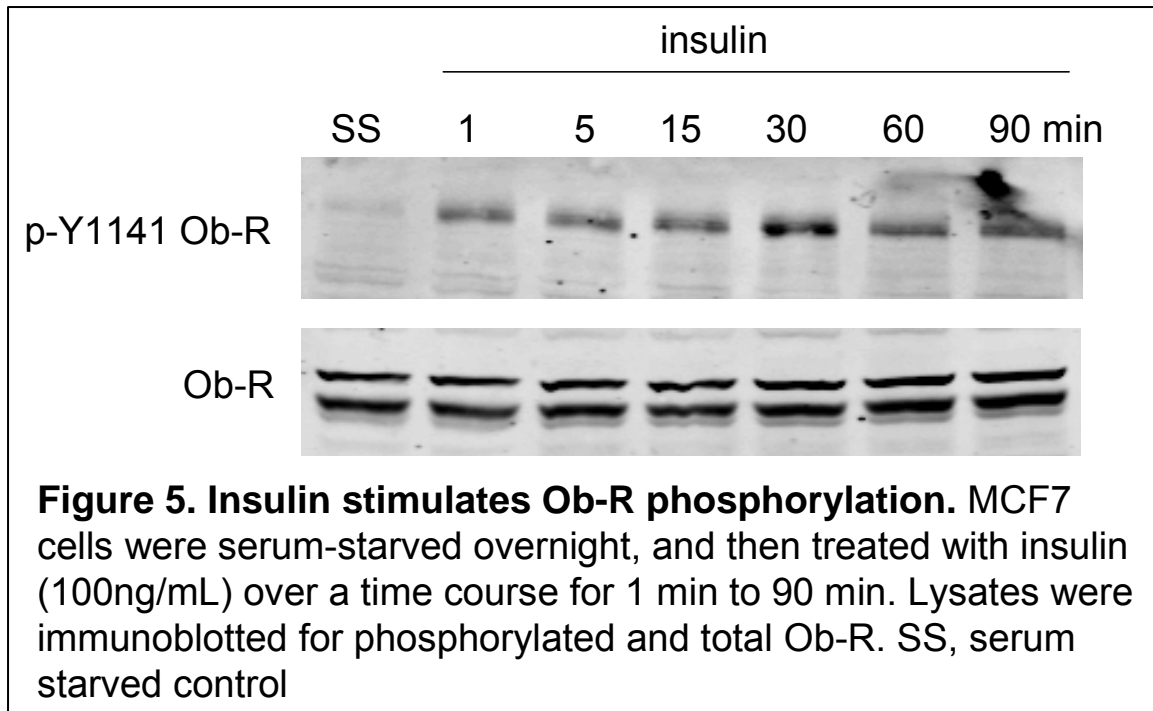 insulin
SS 1 5 15 30 60 90 min
p-Y1141 Ob-R
Ob-R
Figure 5. Insulin stimulates Ob-R phosphorylation. MCF7
cells were serum-starved overnight, and then treated with insulin
(100ng/mL) over a time course for 1 min to 90 min. Lysates were
immunoblotted for phosphorylated and total Ob-R. SS, serum
starved control